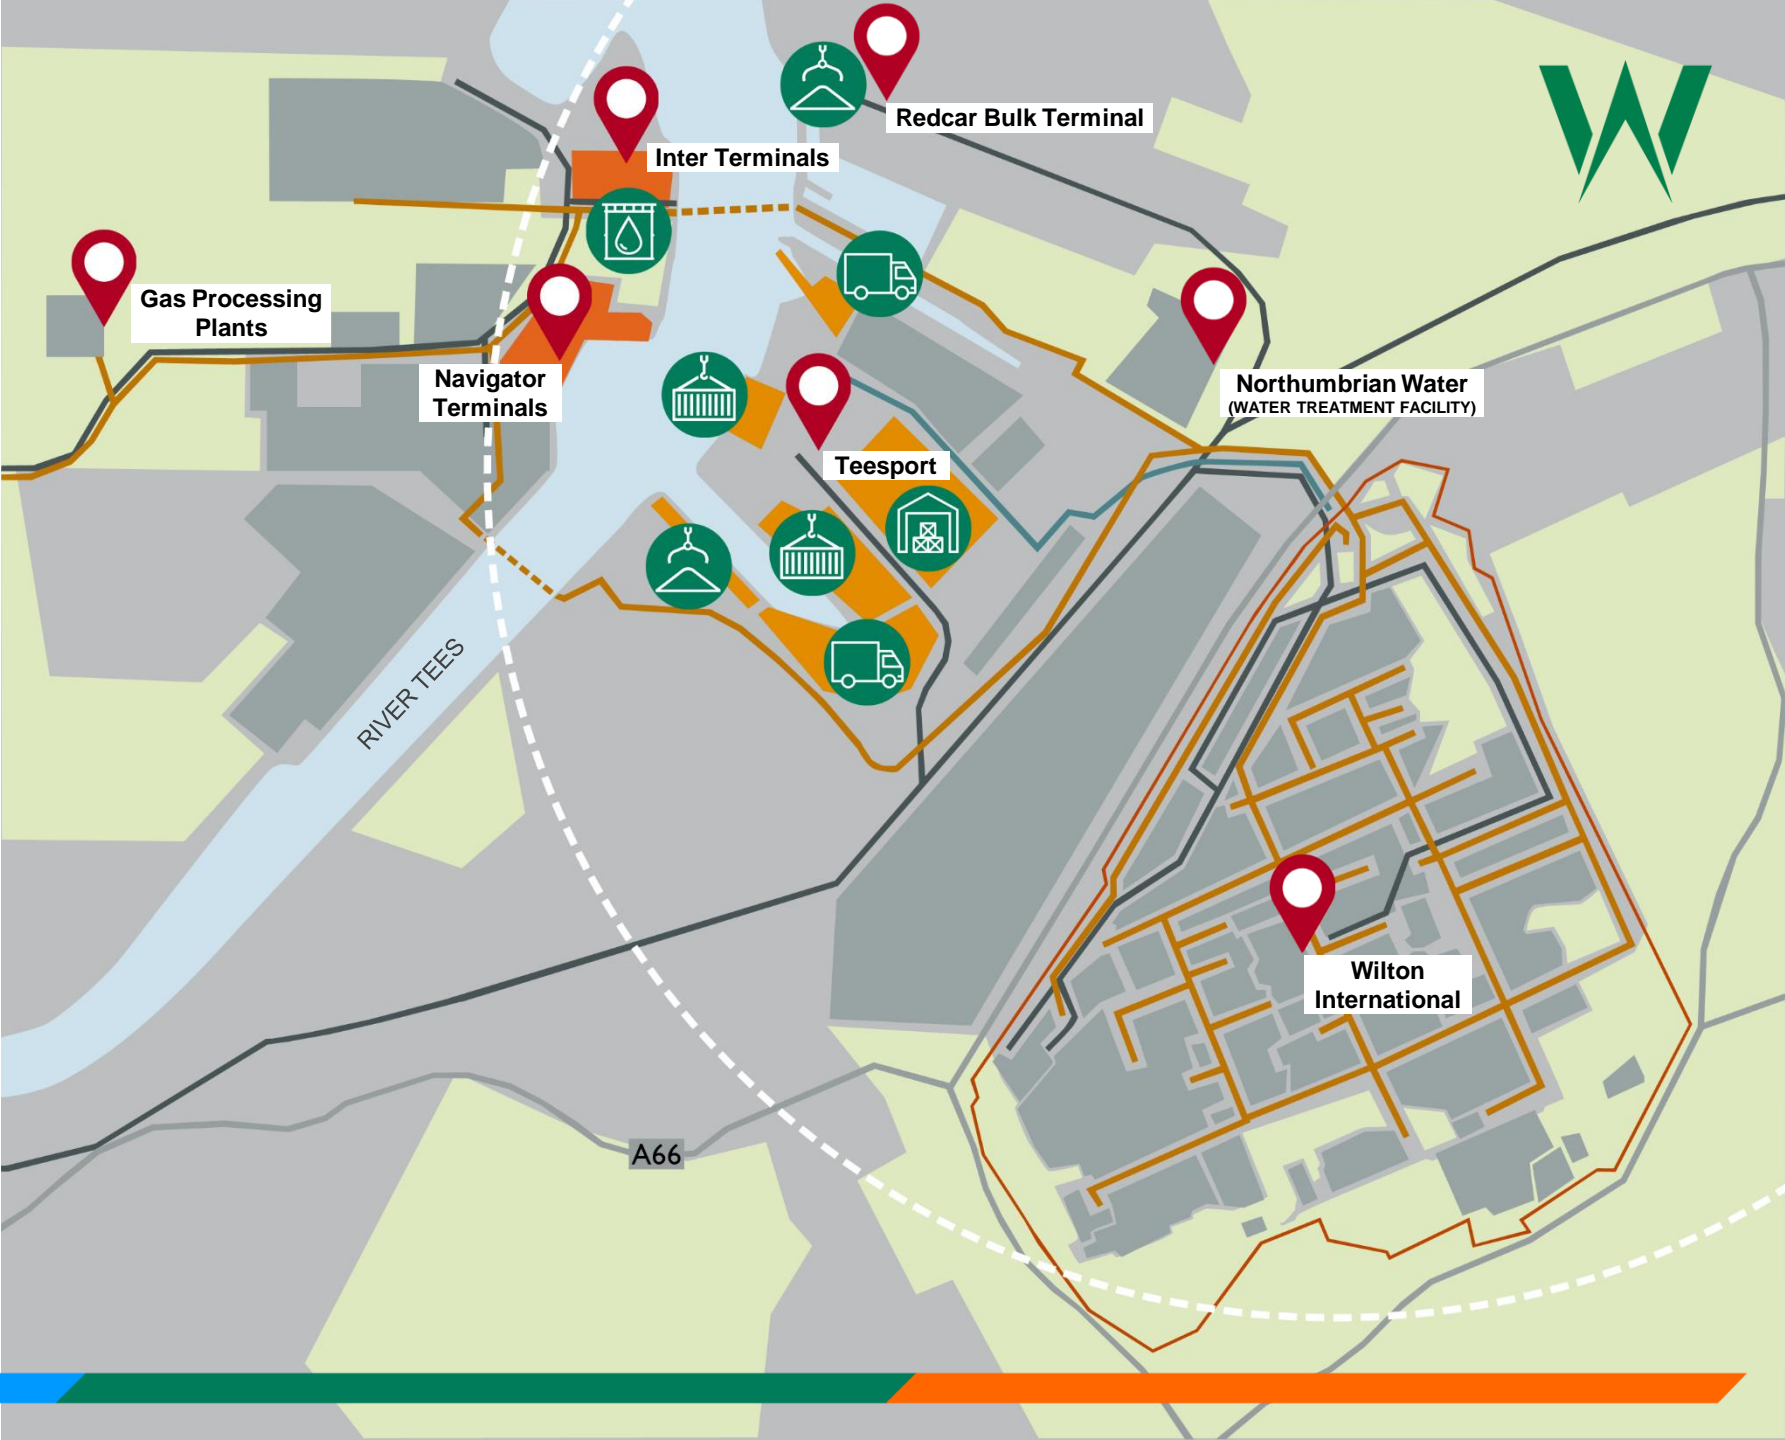 Redcar Bulk Terminal
Inter Terminals
Gas Processing
Plants
Navigator
Terminals
Northumbrian Water
(WATER TREATMENT FACILITY)
Teesport
RIVER TEES
Wilton
International
A66